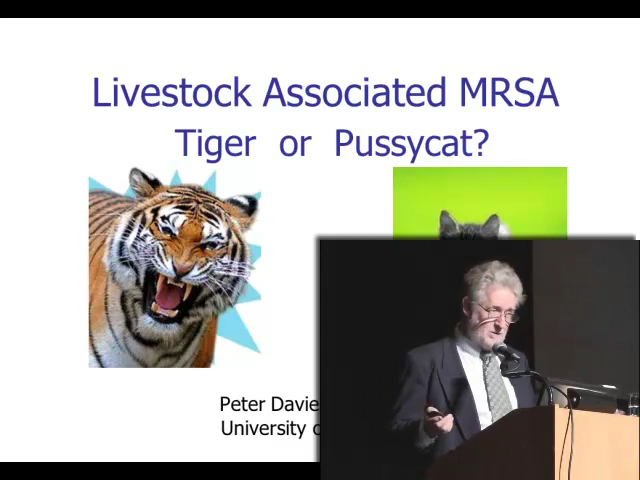 Livestock Associated MRSA
Tiger or Pussycat?
Peter Davie
University